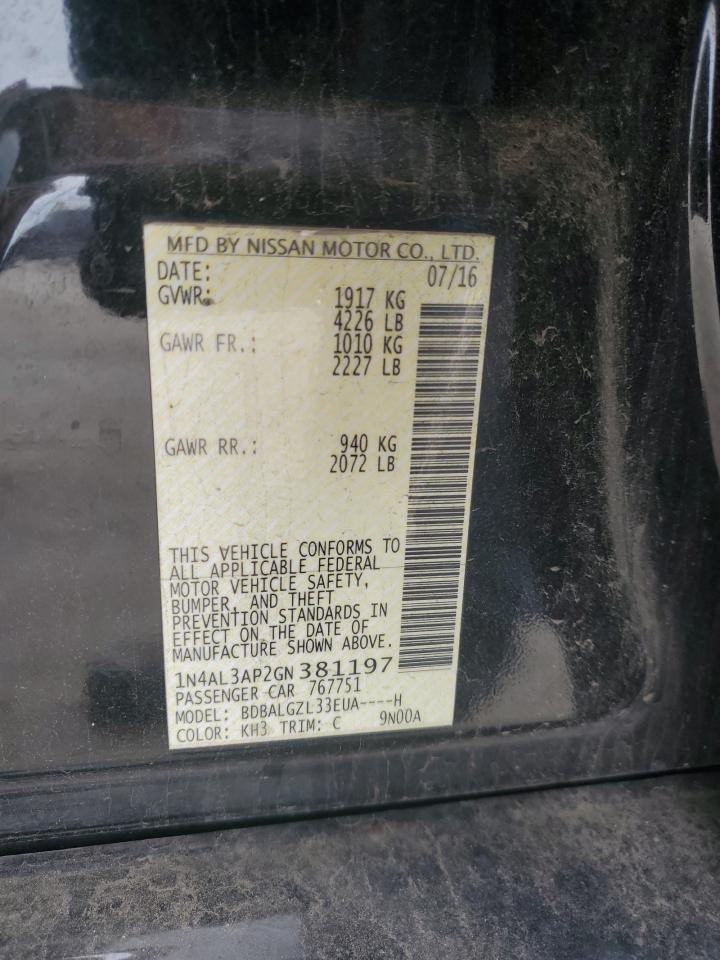 MFD BY NISSAN MOTOR CO., LTD.
DATE: 07/16
GVWR: 1917 KG
4226 LB
GAWR FR.: 1010 KG
2227 LB
GAWR RR.: 940 KG
2072 LB
THIS VEHICLE CONFORMS TO
ALL APPLICABLE FEDERAL
MOTOR VEHICLE SAFETY,
BUMPER, AND THEFT
PREVENTION STANDARDS IN
EFFECT ON THE DATE OF
MANUFACTURE SHOWN ABOVE.
1N4AL3AP2GN381197
PASSENGER CAR 767751
MODEL: BDBALGZL33EUA----H
COLOR: KH3 TRIM: C 9N00A